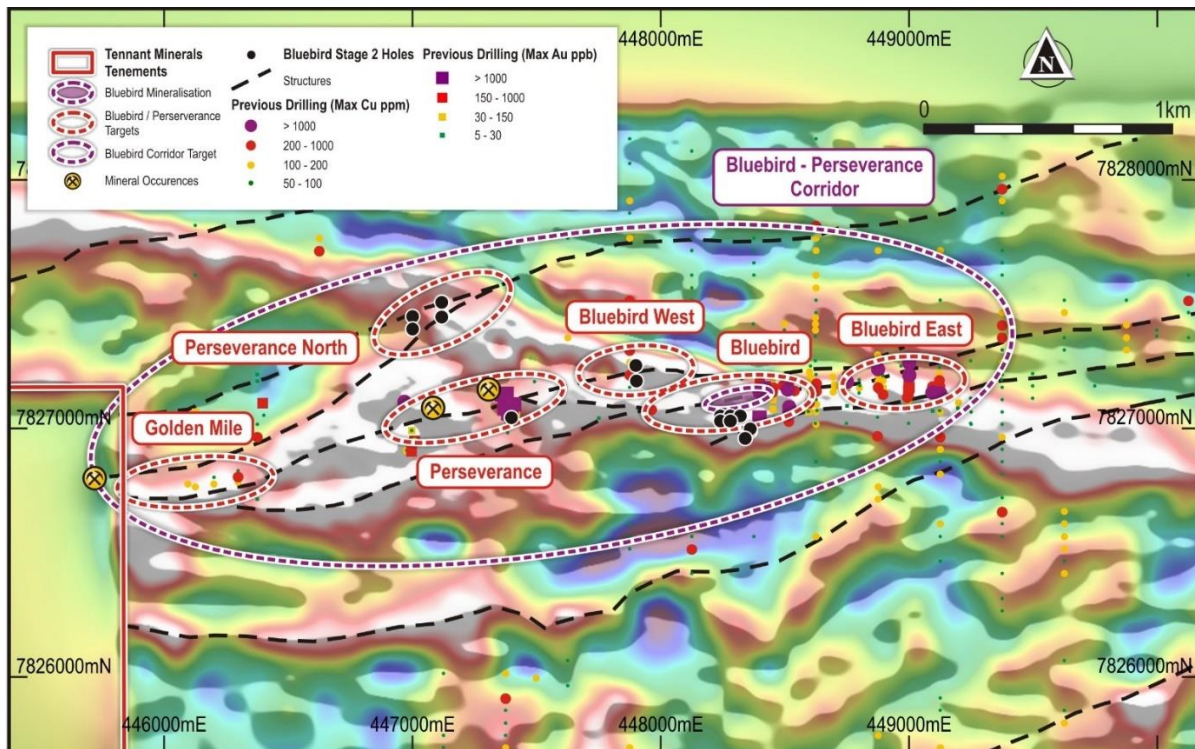 448000mE
449000mE
Tennant Minerals
Tenements
Bluebird Mineralisation
Bluebird / Perseverance
Targets
Bluebird Corridor Target
Mineral Occurences
Bluebird Stage 2 Holes
Structures
Previous Drilling (Max Cu ppm)
> 1000
200 - 1000
100 - 200
50 - 100
Previous Drilling (Max Au ppb)
> 1000
150 - 1000
30 - 150
5 - 30
N
0
1km
Bluebird - Perseverance
Corridor
7828000mN
Bluebird West
Bluebird
Bluebird East
Perseverance North
7827000mN
7827000mN
Golden Mile
Perseverance
7826000mN
7826000mN
446000mE
447000mE
448000mE
449000mE